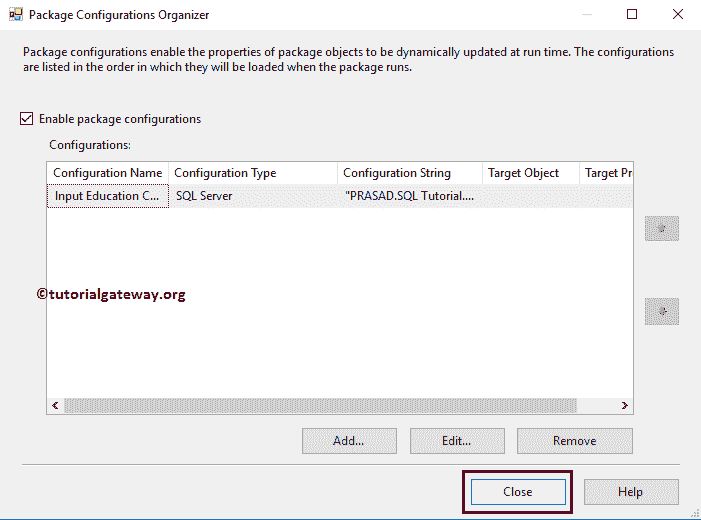 Package Configurations Organizer
Package configurations enable the properties of package objects to be dynamically updated at run time. The configurations
are listed in the order in which they will be loaded when the package runs.
Enable package configurations
Configurations:
Configuration Name Configuration Type Configuration String Target Object Target Pr
Input Education C... SQL Server "PRASAD.SQL Tutorial....
©tutorialgateway.org
Add... Edit... Remove
Close Help